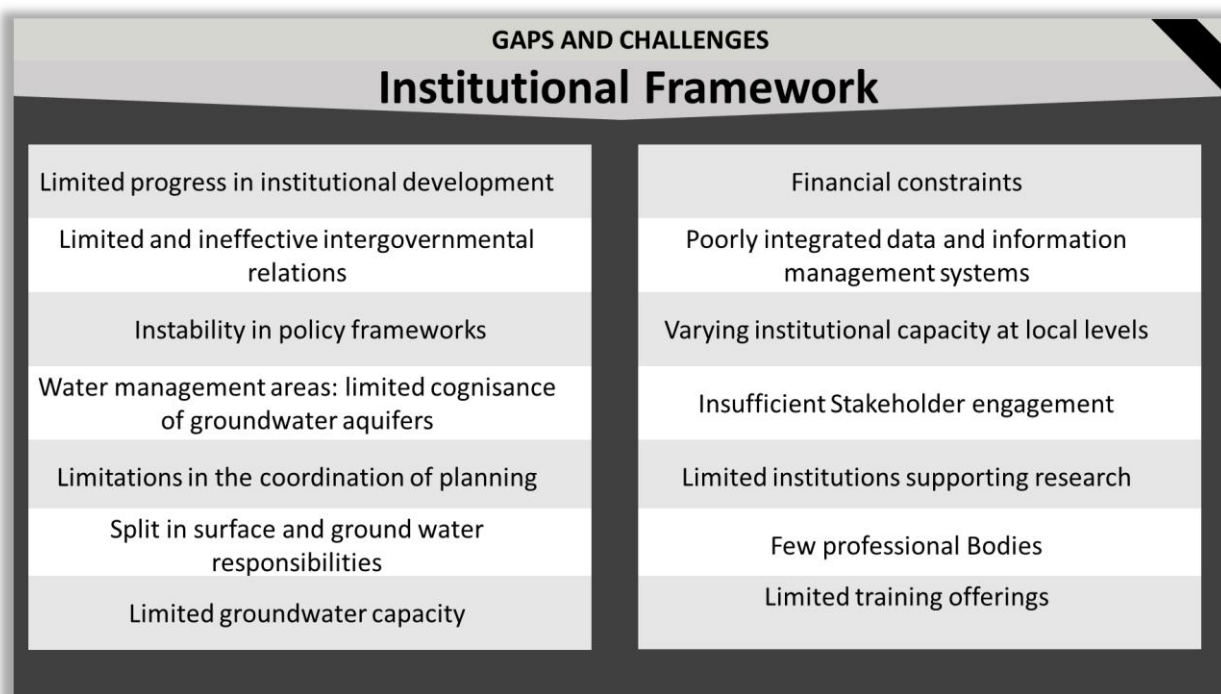 GAPS AND CHALLENGES
Institutional Framework
Limited progress in institutional development
Limited and ineffective intergovernmental
relations
Instability in policy frameworks
Water management areas: limited cognisance
of groundwater aquifers
Limitations in the coordination of planning
Split in surface and ground water
responsibilities
Limited groundwater capacity
Financial constraints
Poorly integrated data and information
management systems
Varying institutional capacity at local levels
Insufficient Stakeholder engagement
Limited institutions supporting research
Few professional Bodies
Limited training offerings